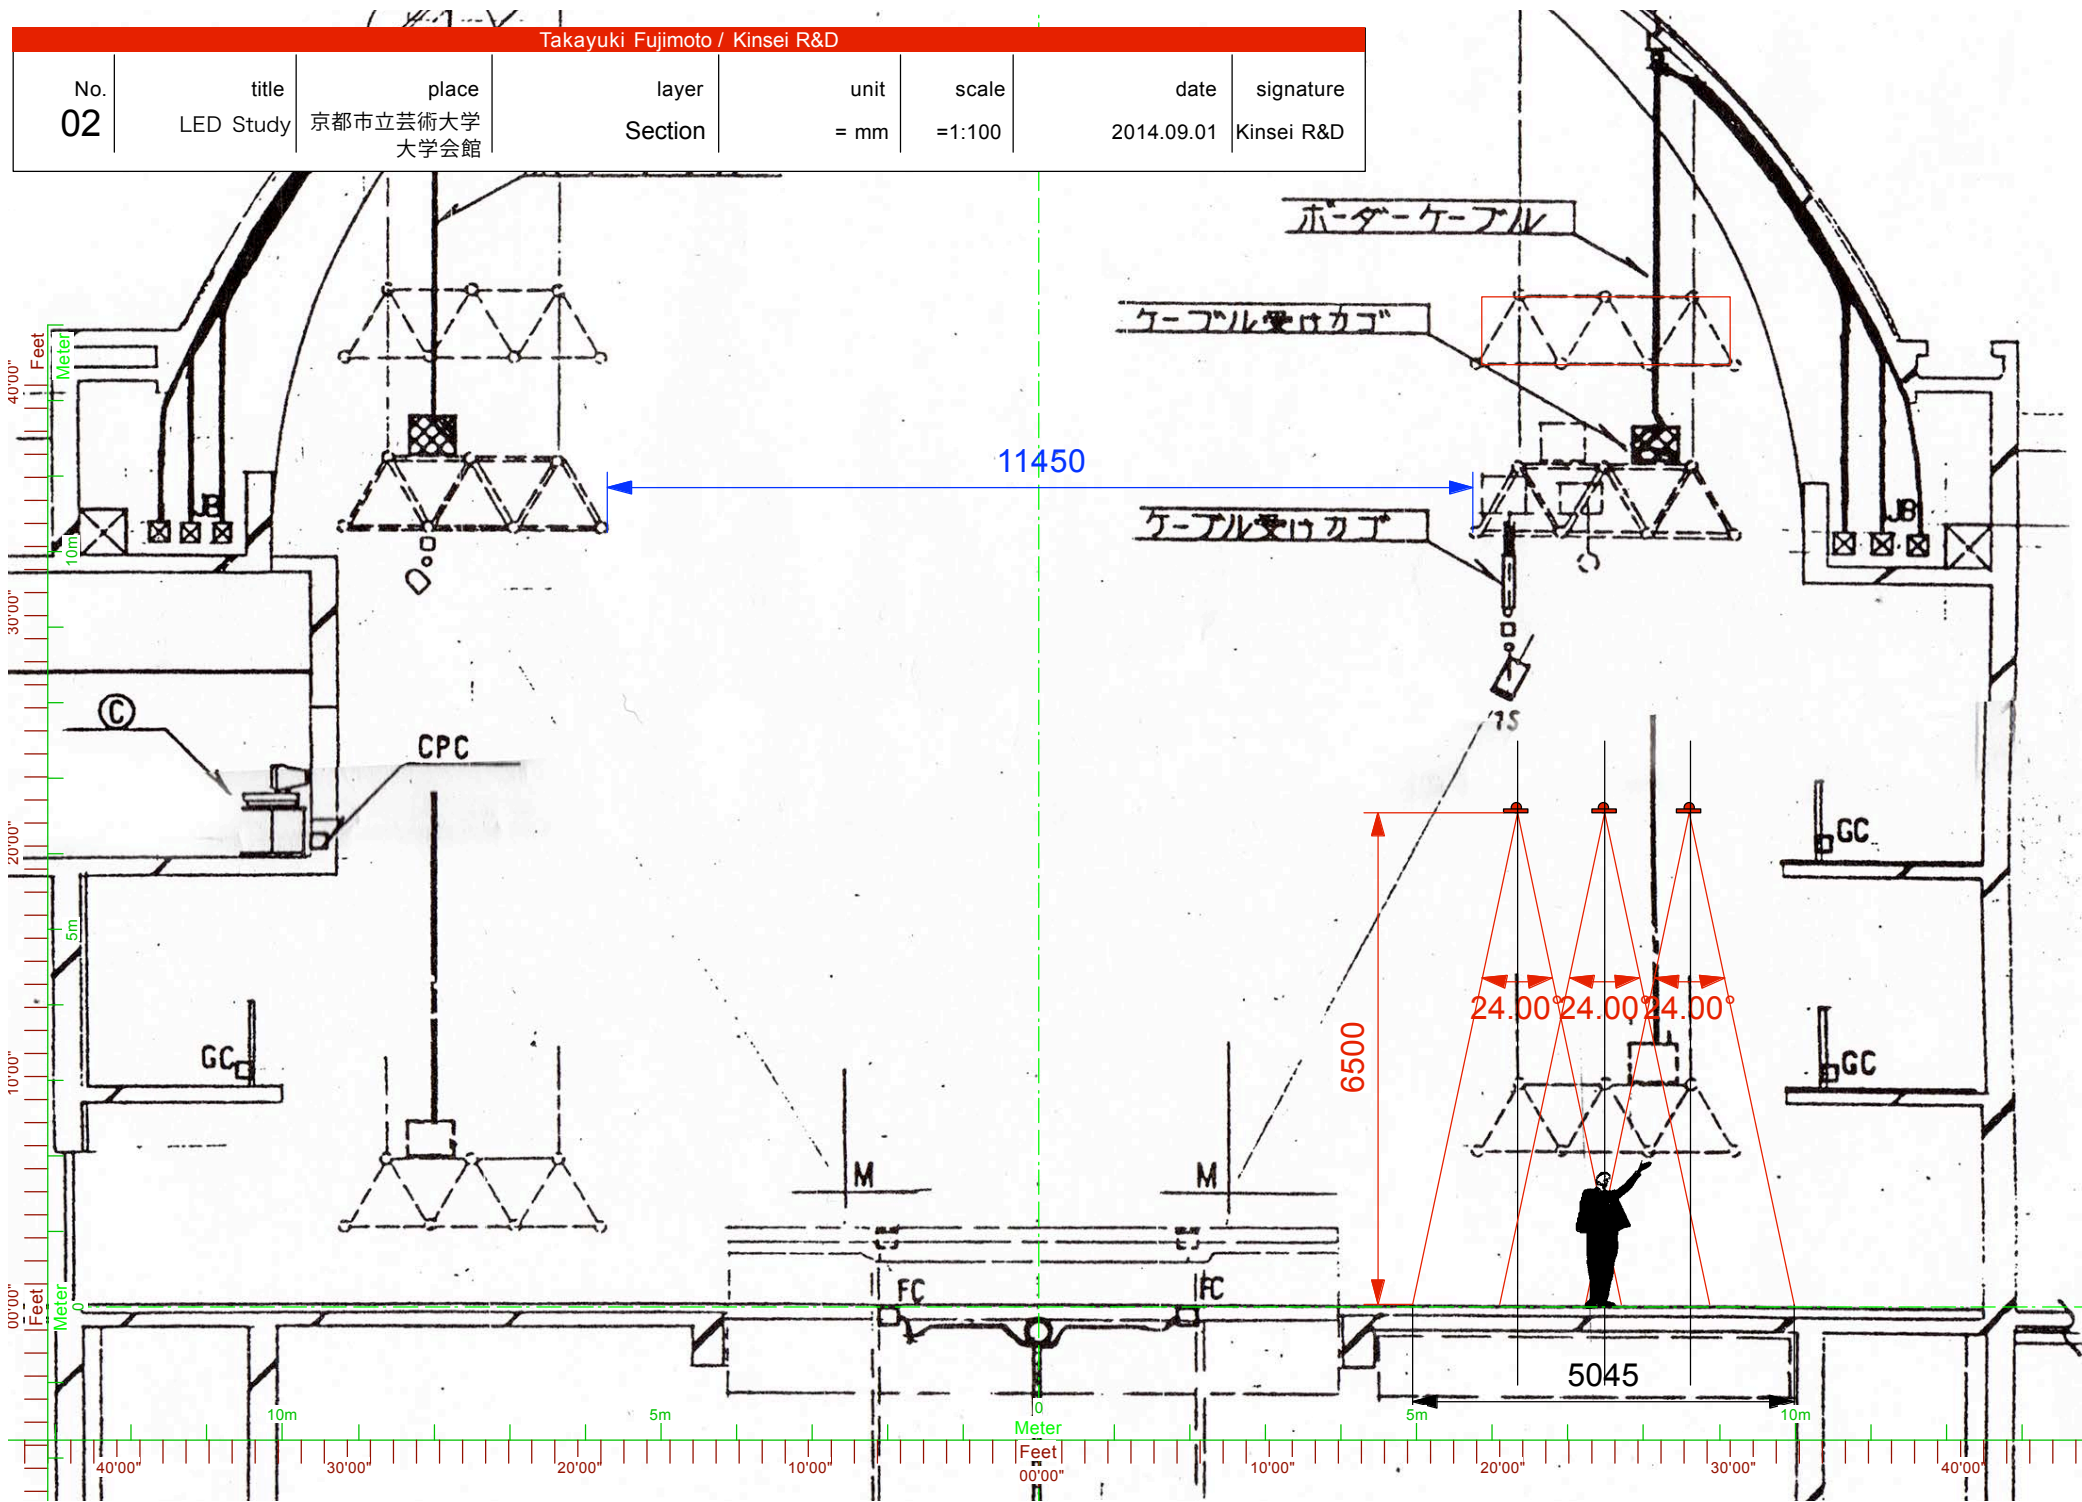 Takayuki Fujimoto / Kinsei R&D
No.
02
title
LED Study
place
京都市立芸術大学
大学会館
layer
Section
unit
= mm
scale
=1:100
date
2014.09.01
signature
Kinsei R&D
ボーダーケーブル
ケーブル受けカゴ
11450
ケーブル受けカゴ
JB
JB
C
CPC
GC
GC
GC
M
M
FC
FC
24.00°
24.00°
24.00°
6500
5045
40'00"
30'00"
20'00"
10'00"
00'00"
Feet
Meter
10m
5m
0
Feet
Meter
10m
5m
0
5m
10m
Meter
Feet
40'00"
30'00"
20'00"
10'00"
00'00"
10'00"
20'00"
30'00"
40'00"